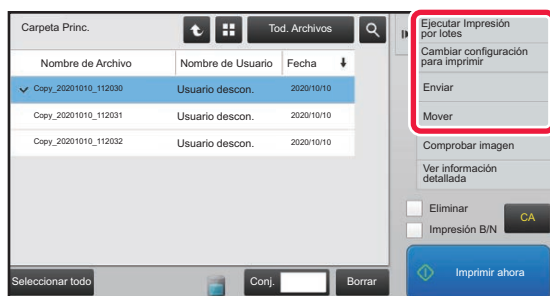 Carpeta Princ.
Tod. Archivos
Nombre de Archivo
Nombre de Usuario
Fecha
Copy_20201010_112030
Usuario descon.
2020/10/10
Copy_20201010_112031
Usuario descon.
2020/10/10
Copy_20201010_112032
Usuario descon.
2020/10/10
Seleccionar todo
Conj.
Borrar
Ejecutar Impresión
por lotes
Cambiar configuración
para imprimir
Enviar
Mover
Comprobar imagen
Ver información
detallada
Eliminar
Impresión B/N
CA
Imprimir ahora